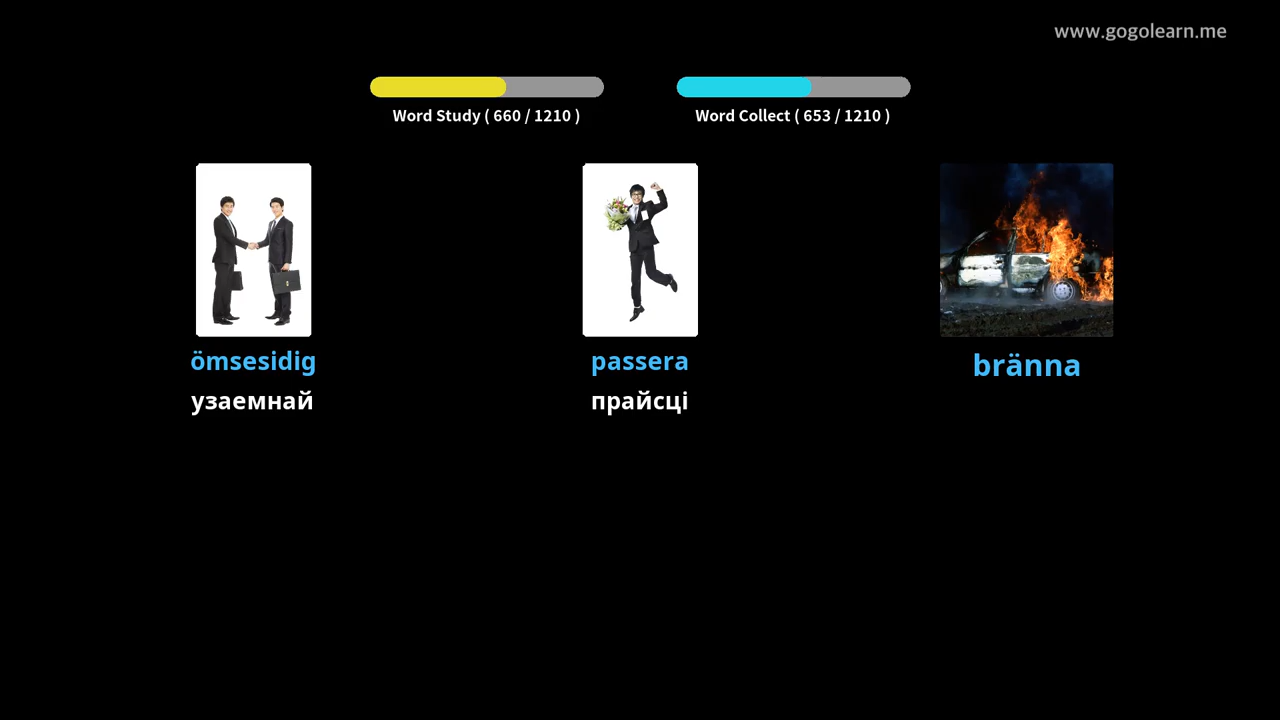 www.gogolearn.me
Word Study ( 660 / 1210 )
Word Collect ( 653 / 1210 )
ömsesidig
passera
bränna
узаемнай
прайсці